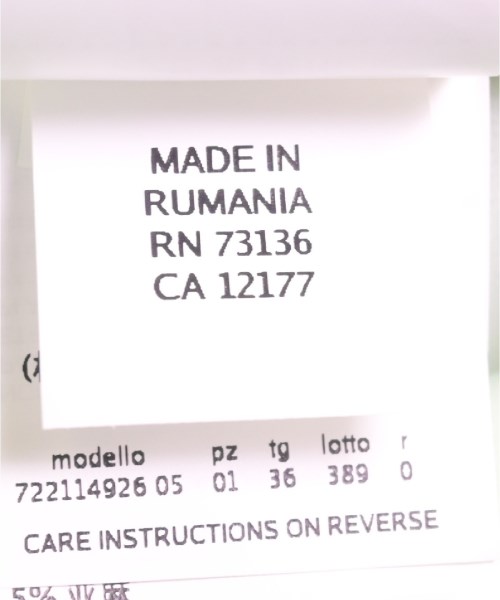 MADE IN
RUMANIA
RN 73136
CA 12177
modello pz tg lotto r
722114926 05 01 36 389 0
CARE INSTRUCTIONS ON REVERSE
5%